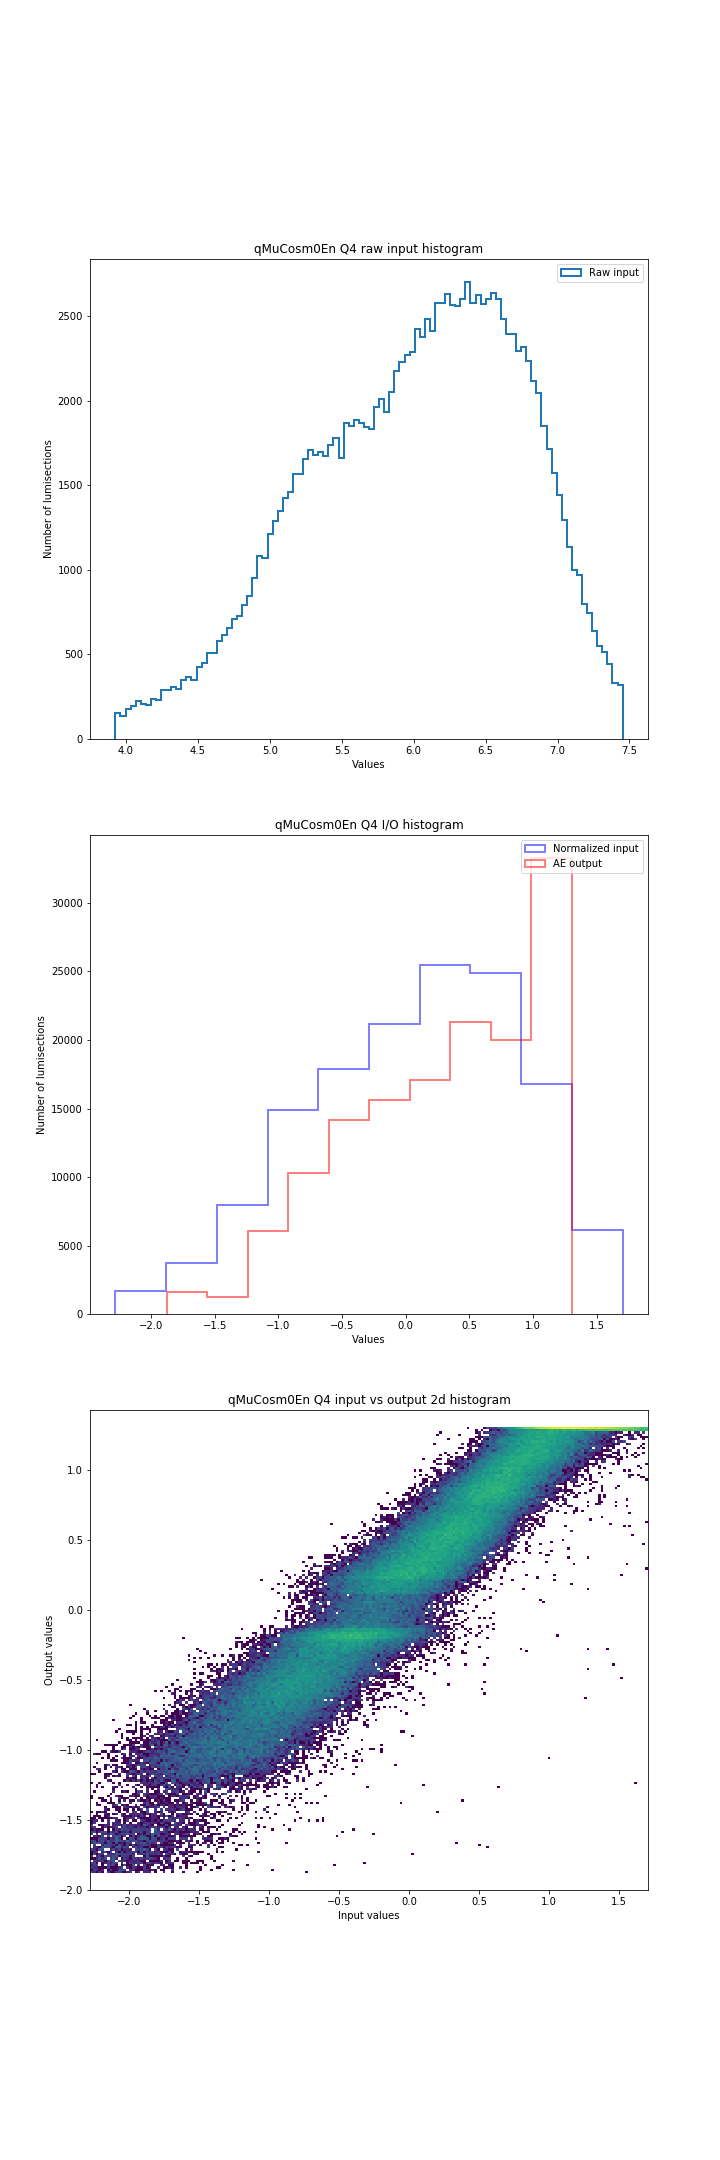 qMuCosm0En Q4 raw input histogram
Raw input
2500
2000
1500
1000
500
0
Number of lumisections
4.0 4.5 5.0 5.5 6.0 6.5 7.0 7.5
Values
qMuCosm0En Q4 I/O histogram
Normalized input
AE output
30000
25000
20000
15000
10000
5000
0
Number of lumisections
−2.0 −1.5 −1.0 −0.5 0.0 0.5 1.0 1.5
Values
qMuCosm0En Q4 input vs output 2d histogram
1.0
0.5
0.0
−0.5
−1.0
−1.5
−2.0
Output values
−2.0 −1.5 −1.0 −0.5 0.0 0.5 1.0 1.5
Input values